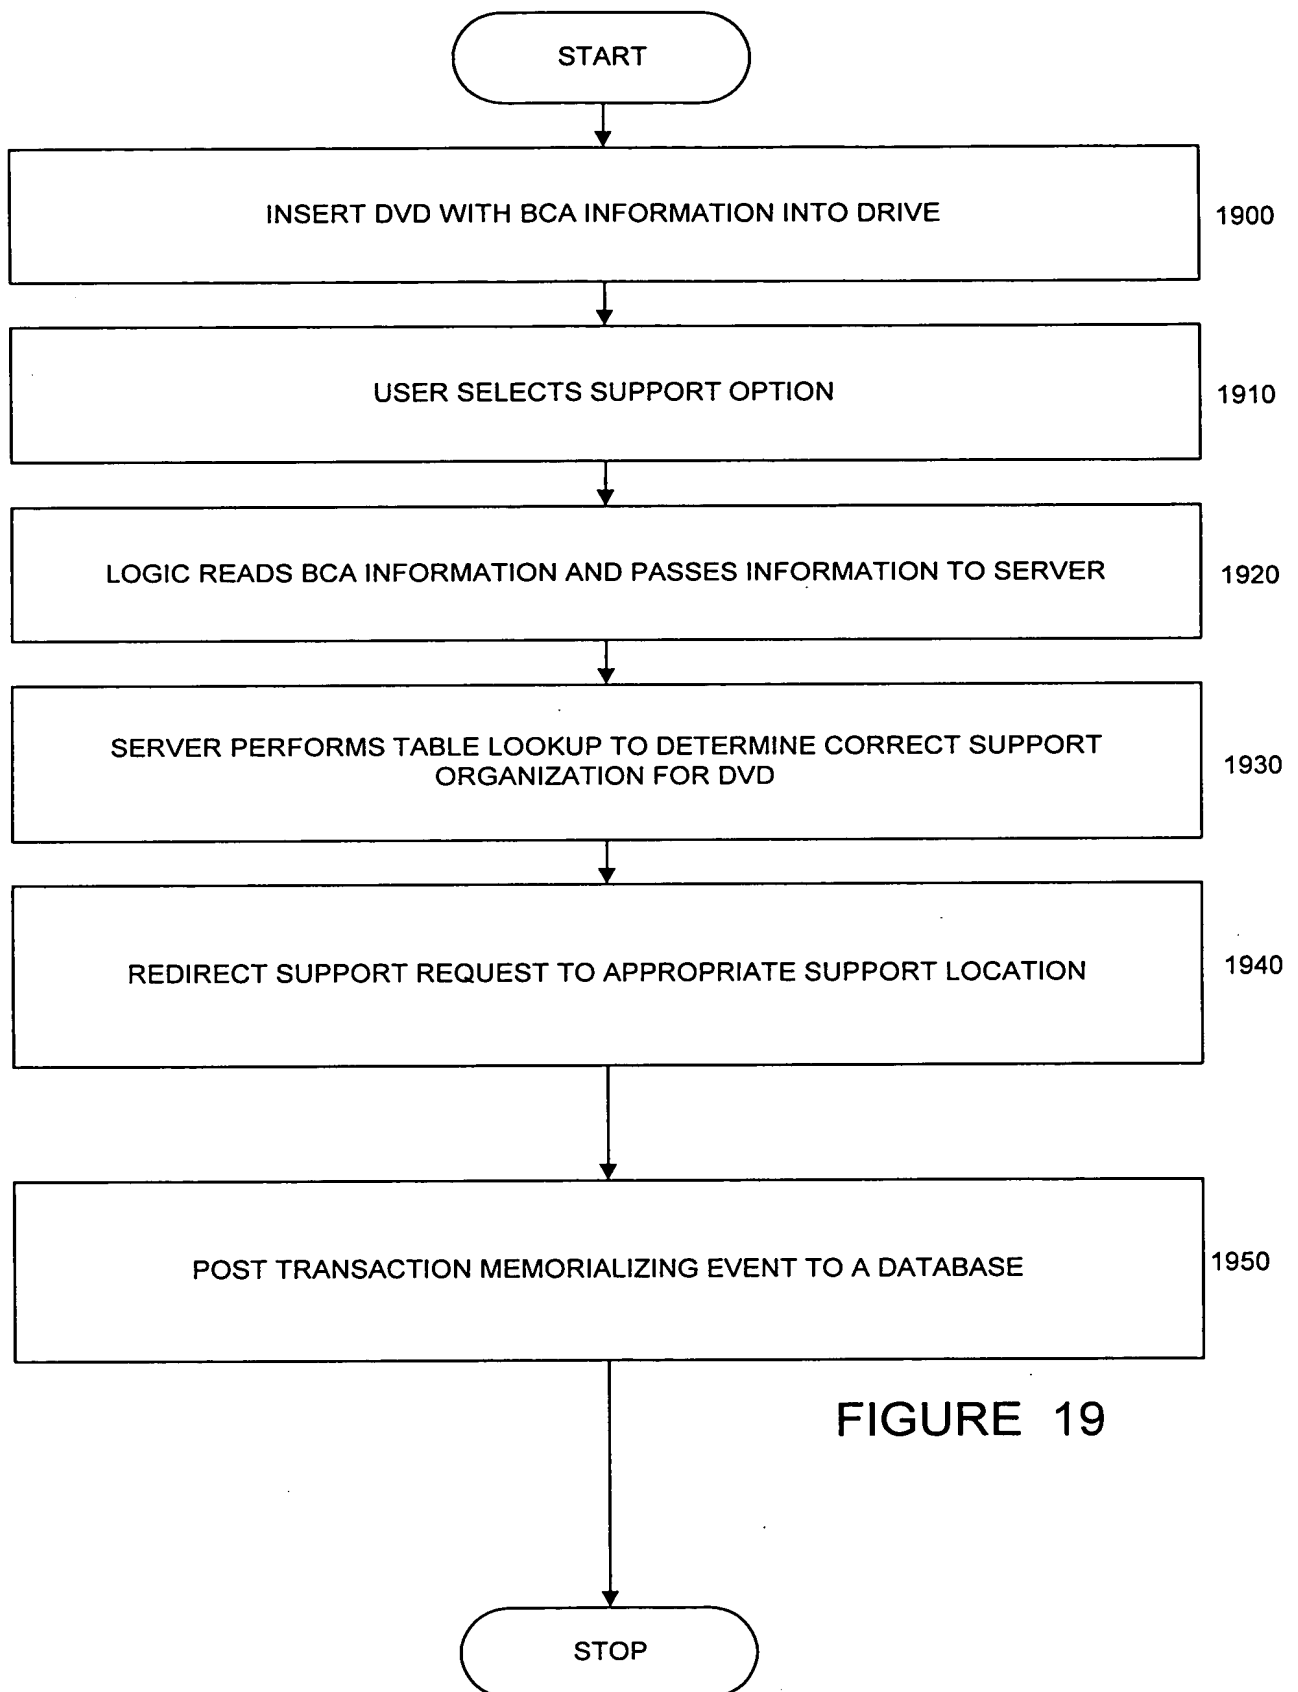 START
INSERT DVD WITH BCA INFORMATION INTO DRIVE
1900
USER SELECTS SUPPORT OPTION
1910
LOGIC READS BCA INFORMATION AND PASSES INFORMATION TO SERVER
1920
SERVER PERFORMS TABLE LOOKUP TO DETERMINE CORRECT SUPPORT
ORGANIZATION FOR DVD
1930
REDIRECT SUPPORT REQUEST TO APPROPRIATE SUPPORT LOCATION
1940
POST TRANSACTION MEMORIALIZING EVENT TO A DATABASE
1950
FIGURE 19
STOP